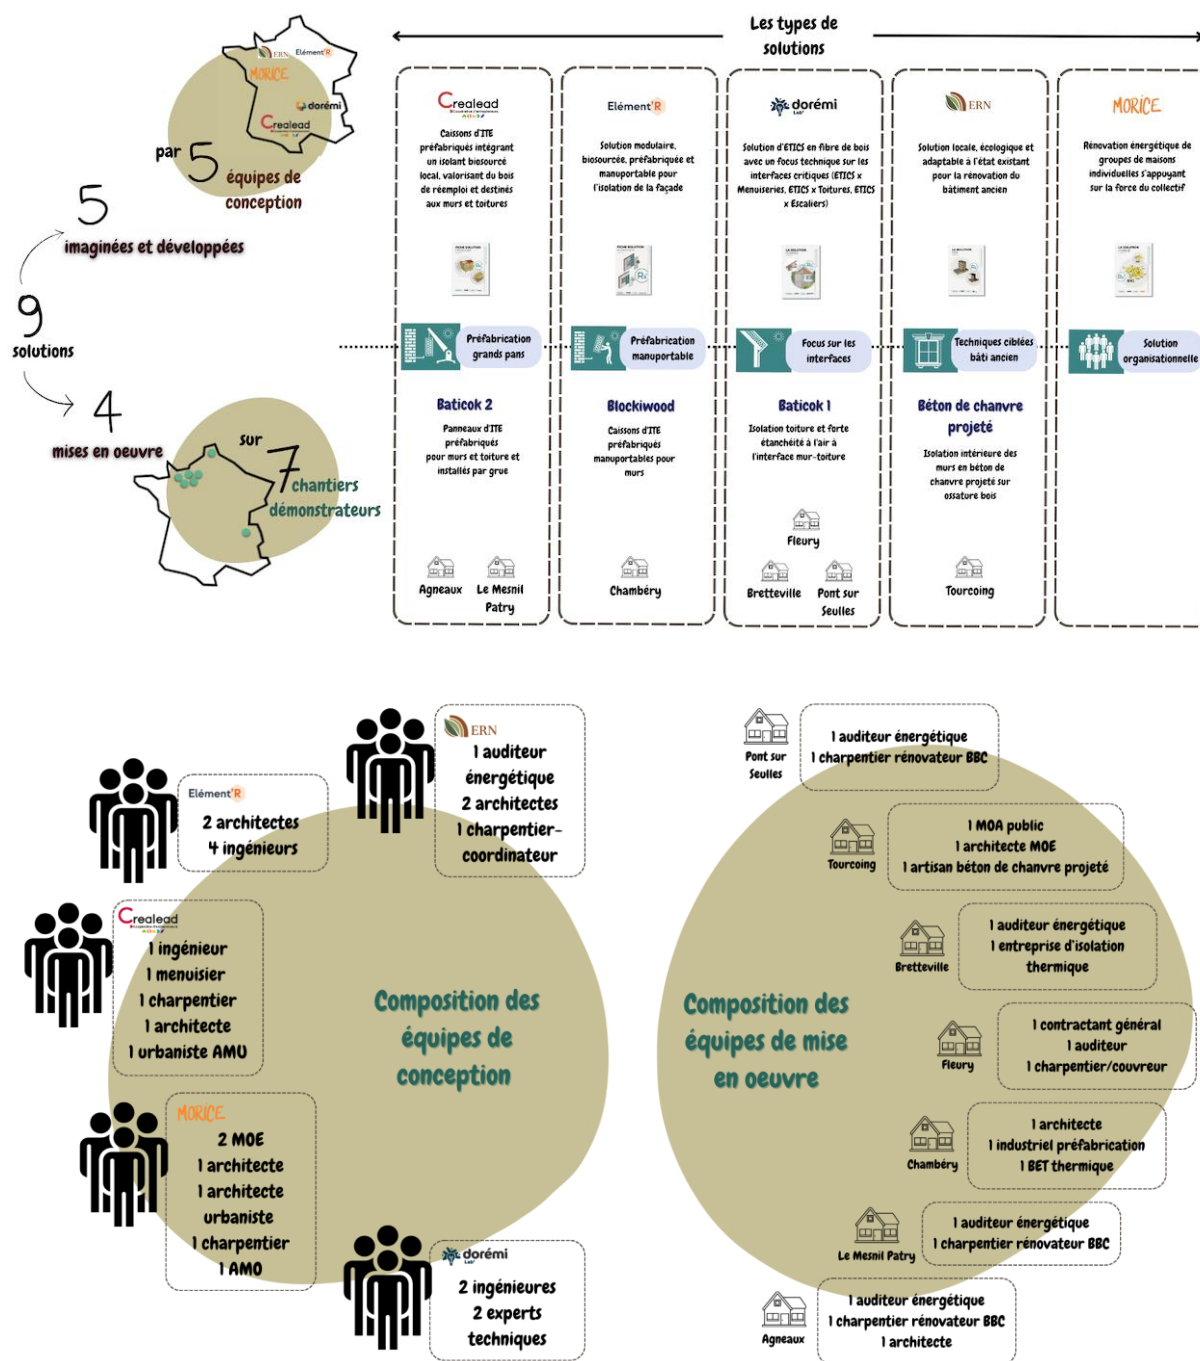 Les types de
solutions
ERN
Elément'R
MORICE
dorémi
Crealead
par 5
équipes de
conception
5
imaginées et développées
9
solutions
4
mises en oeuvre
sur
7
chantiers
démonstrateurs
Crealead
Caissons d'ITE
préfabriqués intégrant
un isolant biosourcé
local, valorisant du bois
de réemploi et destinés
aux murs et toitures
Préfabrication
grands pans
Baticok 2
Panneaux d'ITE
préfabriqués
pour murs et toiture et
installés par grue
Agneaux
Le Mesnil
Patry
Elément'R
Solution modulaire,
biosourcée, préfabriquée et
manuportable pour
l'isolation de la façade
Préfabrication
manuportable
Blockiwood
Caissons d'ITE
préfabriqués
manuportables pour
murs
Chambéry
dorémi
Lab'
Solution d'ETICS en fibre de bois
avec un focus technique sur les
interfaces critiques (ETICS x
Menuiseries, ETICS x Toitures, ETICS
x Escaliers)
Focus sur les
interfaces
Baticok 1
Isolation toiture et forte
étanchéité à l'air à
l'interface mur-toiture
Fleury
Bretteville
Pont sur
Seulles
ERN
Solution locale, écologique et
adaptable à l'état existant
pour la rénovation du
bâtiment ancien
Techniques ciblées
bâti ancien
Béton de chanvre
projeté
Isolation intérieure des
murs en béton de
chanvre projeté sur
ossature bois
Tourcoing
MORICE
Rénovation énergétique de
groupes de maisons
individuelles s'appuyant
sur la force du collectif
Solution
organisationnelle
Composition des
équipes de
conception
ERN
1 auditeur
énergétique
2 architectes
1 charpentier-
coordinateur
Elément'R
2 architectes
4 ingénieurs
Crealead
1 ingénieur
1 menuisier
1 charpentier
1 architecte
1 urbaniste AMU
MORICE
2 MOE
1 architecte
1 architecte
urbaniste
1 charpentier
1 AMO
dorémi
Lab'
2 ingénieures
2 experts
techniques
Composition des
équipes de mise
en oeuvre
Pont sur
Seulles
1 auditeur énergétique
1 charpentier rénovateur BBC
Tourcoing
1 MOA public
1 architecte MOE
1 artisan béton de chanvre projeté
Bretteville
1 auditeur énergétique
1 entreprise d'isolation
thermique
Fleury
1 contractant général
1 auditeur
1 charpentier/couvreur
Chambéry
1 architecte
1 industriel préfabrication
1 BET thermique
Le Mesnil Patry
1 auditeur énergétique
1 charpentier rénovateur BBC
Agneaux
1 auditeur énergétique
1 charpentier rénovateur BBC
1 architecte